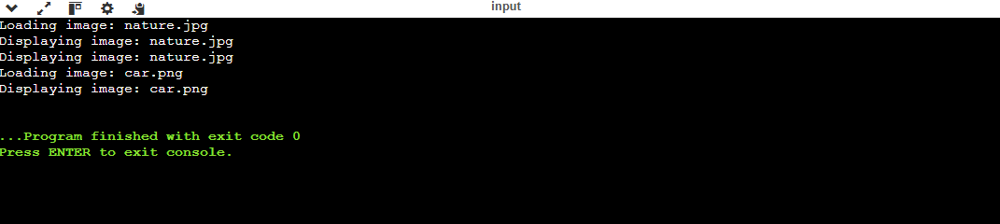 input
Loading image: nature.jpg
Displaying image: nature.jpg
Displaying image: nature.jpg
Loading image: car.png
Displaying image: car.png
...Program finished with exit code 0
Press ENTER to exit console.